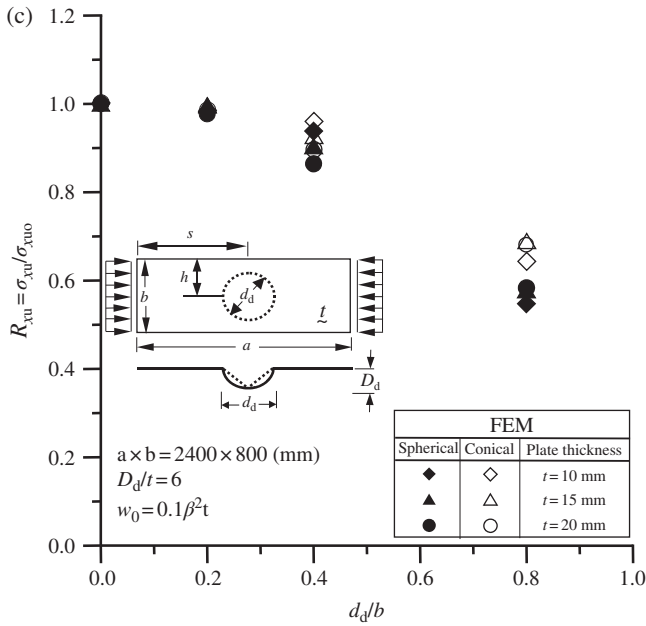 (c)
1.2
1.0
0.8
0.6
0.4
0.2
0.0
R_xu = σ_xu/σ_xuo
s
h
b
d_d
t
a
D_d
d_d
a × b = 2400 × 800 (mm)
D_d/t = 6
w_0 = 0.1β²t
FEM
Spherical Conical Plate thickness
t = 10 mm
t = 15 mm
t = 20 mm
0.0 0.2 0.4 0.6 0.8 1.0
d_d/b